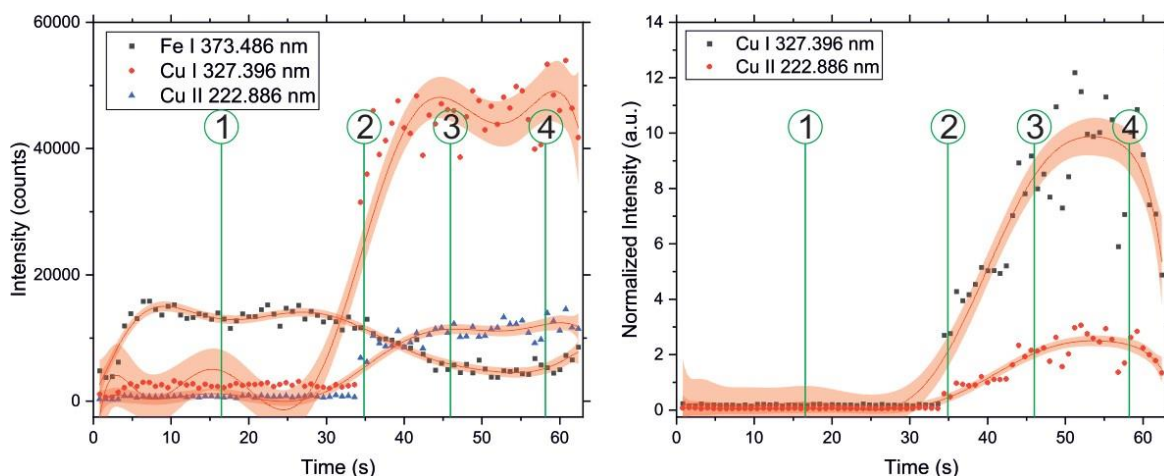 60000
40000
20000
0
Intensity (counts)
Fe I 373.486 nm
Cu I 327.396 nm
Cu II 222.886 nm
1
2
3
4
0 10 20 30 40 50 60
Time (s)
14
12
10
8
6
4
2
0
Normalized Intensity (a.u.)
Cu I 327.396 nm
Cu II 222.886 nm
1
2
3
4
0 10 20 30 40 50 60
Time (s)